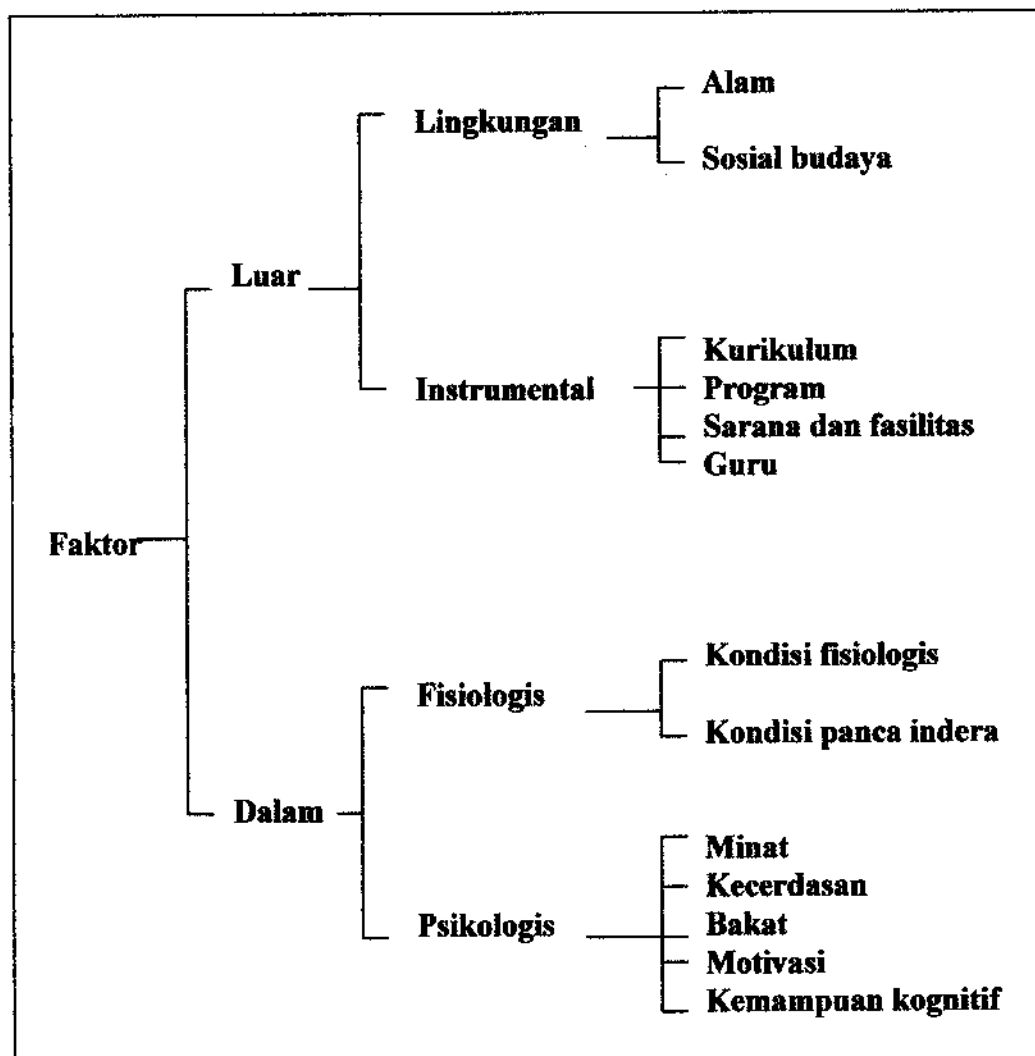 Alam
Lingkungan
Sosial budaya
Luar
Kurikulum
Instrumental
Program
Sarana dan fasilitas
Guru
Faktor
Kondisi fisiologis
Fisiologis
Kondisi panca indera
Dalam
Minat
Kecerdasan
Psikologis
Bakat
Motivasi
Kemampuan kognitif